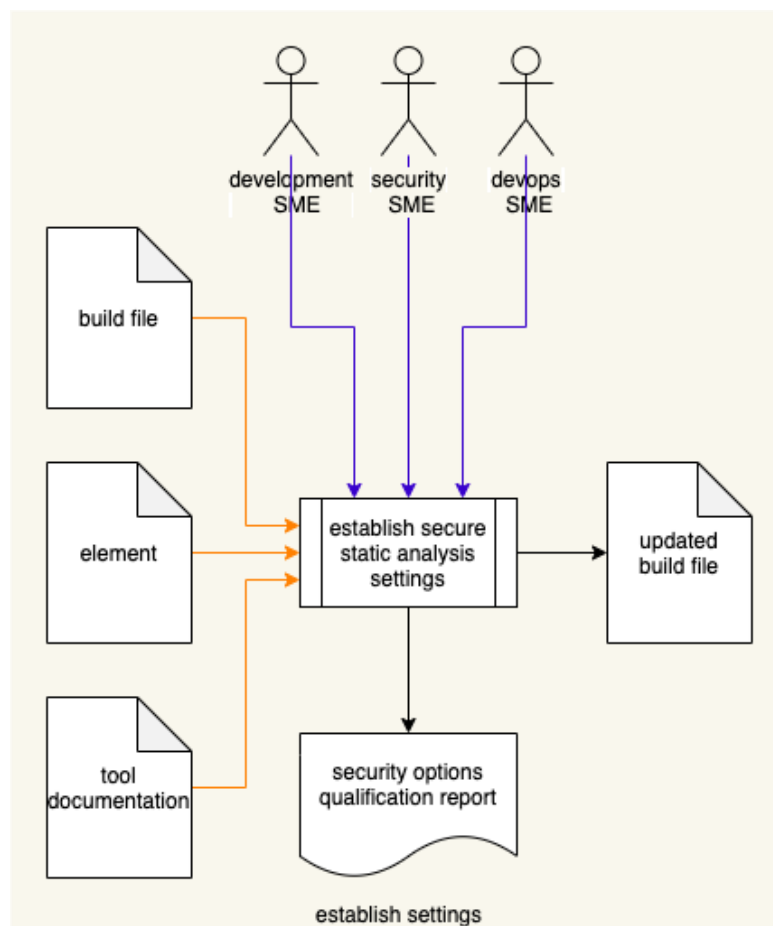 development
SME
security
SME
devops
SME
build file
element
establish secure
static analysis
settings
updated
build file
tool
documentation
security options
qualification report
establish settings